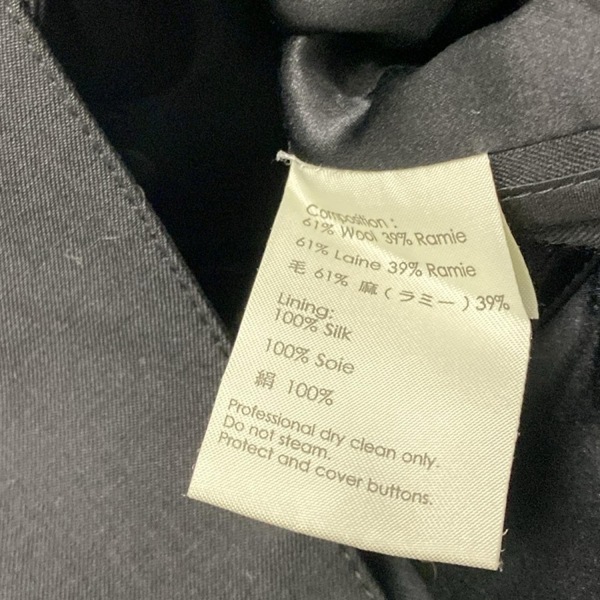 Composition :
61% Wool 39% Ramie
61% Laine 39% Ramie
毛 61% 麻 ( ラミー ) 39%
Lining:
100% Silk
100% Soie
絹 100%
Professional dry clean only.
Do not steam.
Protect and cover buttons.